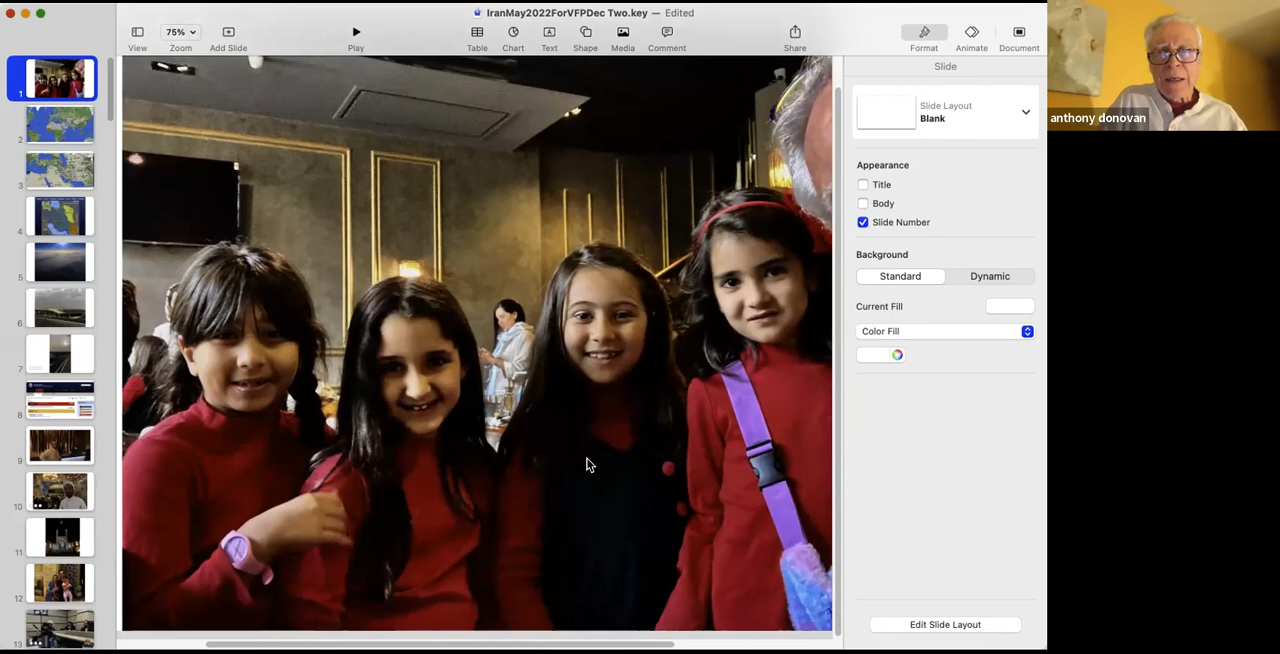 IranMay2022ForVFPDec Two.key — Edited
View
75%
Zoom
Add Slide
Play
Table
Chart
Text
Shape
Media
Comment
Share
Format
Animate
Document
Slide
Slide Layout
Blank
Appearance
Title
Body
Slide Number
Background
Standard
Dynamic
Current Fill
Color Fill
Edit Slide Layout
1
2
3
4
5
6
7
8
9
10
11
12
13
anthony donovan